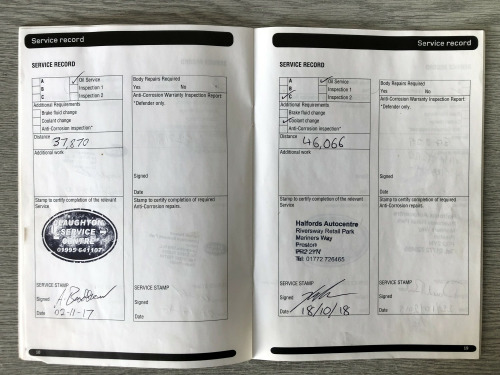 Service record
SERVICE RECORD
A Oil Service
B Inspection 1
C Inspection 2
Additional Requirements
Brake fluid change
Coolant change
Anti-Corrosion inspection*
Distance
37,870
Additional work
Stamp to certify completion of the relevant
Service
SERVICE
CENTRE
SERVICE STAMP
Signed
Date 02-11-17
Body Repairs Required
Yes No
Anti-Corrosion Warranty Inspection Report:
*Defender only.
Signed
Date
Stamp to certify completion of required
Anti-Corrosion repairs.
SERVICE STAMP
Signed
Date
Service record
SERVICE RECORD
A Oil Service
B Inspection 1
C Inspection 2
Additional Requirements
Brake fluid change
Coolant change
Anti-Corrosion inspection*
Distance
46,066
Additional work
Stamp to certify completion of the relevant
Service
Halfords Autocentre
Riversway Retail Park
Mariners Way
Preston
PR2 2YN
Tel: 01772 726465
SERVICE STAMP
Signed
Date 18/10/18
Body Repairs Required
Yes No
Anti-Corrosion Warranty Inspection Report:
*Defender only.
Signed
Date
Stamp to certify completion of required
Anti-Corrosion repairs.
SERVICE STAMP
Signed
Date